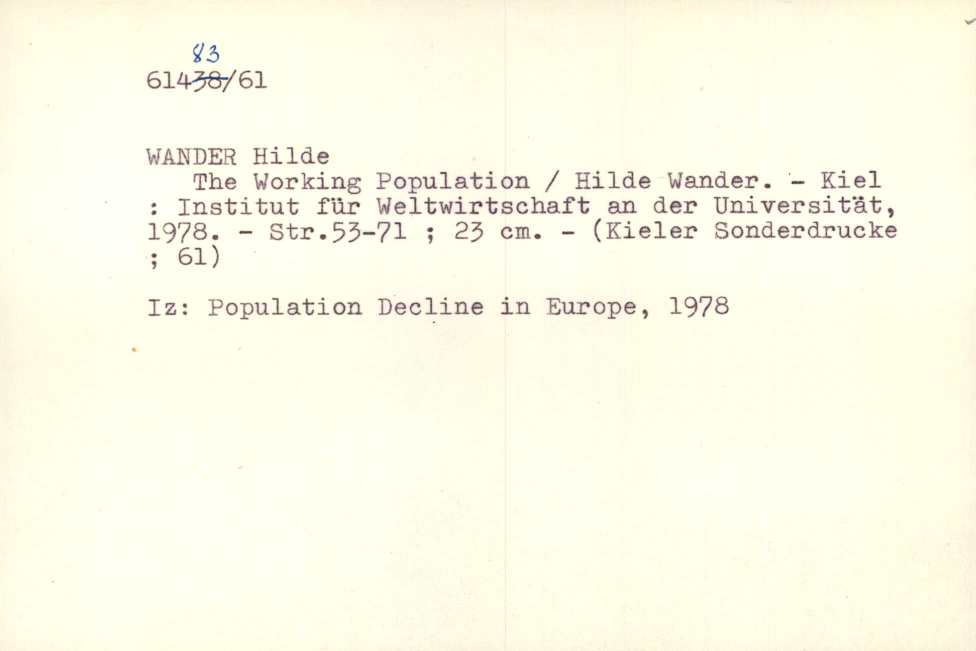 83
61438/61
WANDER Hilde
The Working Population / Hilde Wander. - Kiel
: Institut für Weltwirtschaft an der Universität,
1978. - Str.53-71 ; 23 cm. - (Kieler Sonderdrucke
; 61)
Iz: Population Decline in Europe, 1978